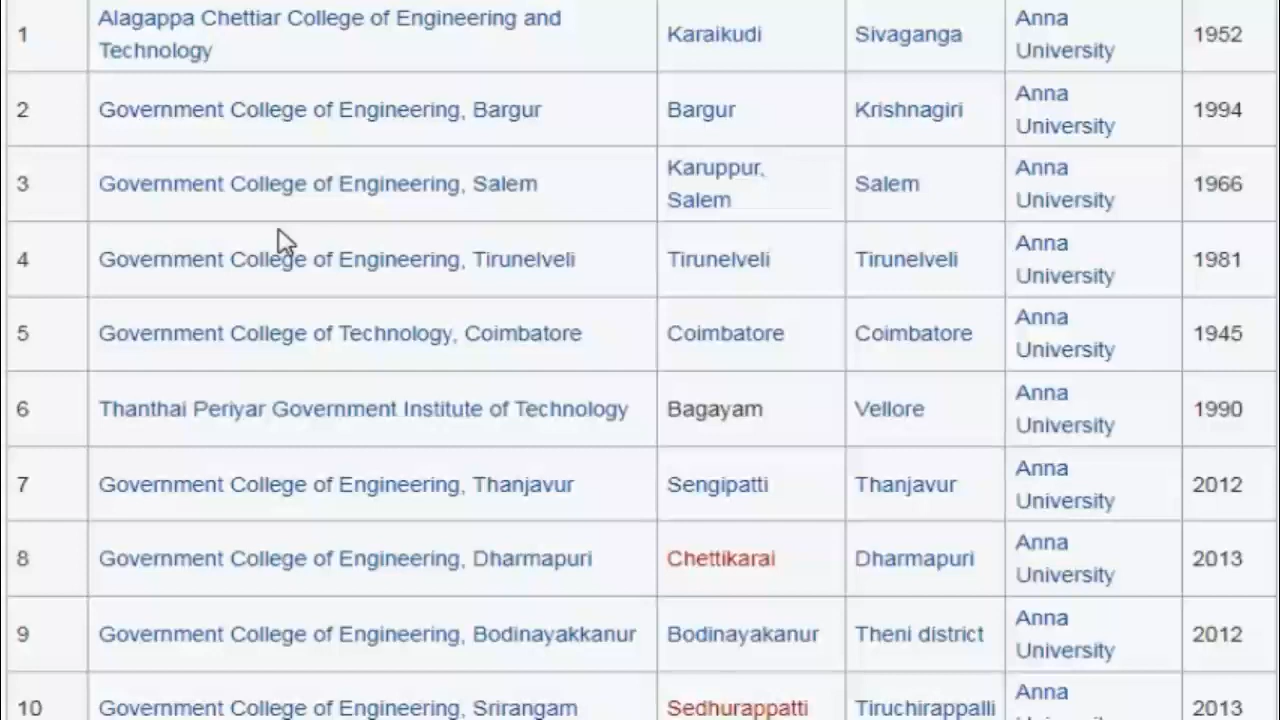 1 Alagappa Chettiar College of Engineering and Technology Karaikudi Sivaganga Anna University 1952
2 Government College of Engineering, Bargur Bargur Krishnagiri Anna University 1994
3 Government College of Engineering, Salem Karuppur, Salem Salem Anna University 1966
4 Government College of Engineering, Tirunelveli Tirunelveli Tirunelveli Anna University 1981
5 Government College of Technology, Coimbatore Coimbatore Coimbatore Anna University 1945
6 Thanthai Periyar Government Institute of Technology Bagayam Vellore Anna University 1990
7 Government College of Engineering, Thanjavur Sengipatti Thanjavur Anna University 2012
8 Government College of Engineering, Dharmapuri Chettikarai Dharmapuri Anna University 2013
9 Government College of Engineering, Bodinayakkanur Bodinayakanur Theni district Anna University 2012
10 Government College of Engineering, Srirangam Sedhurappatti Tiruchirappalli Anna 2013